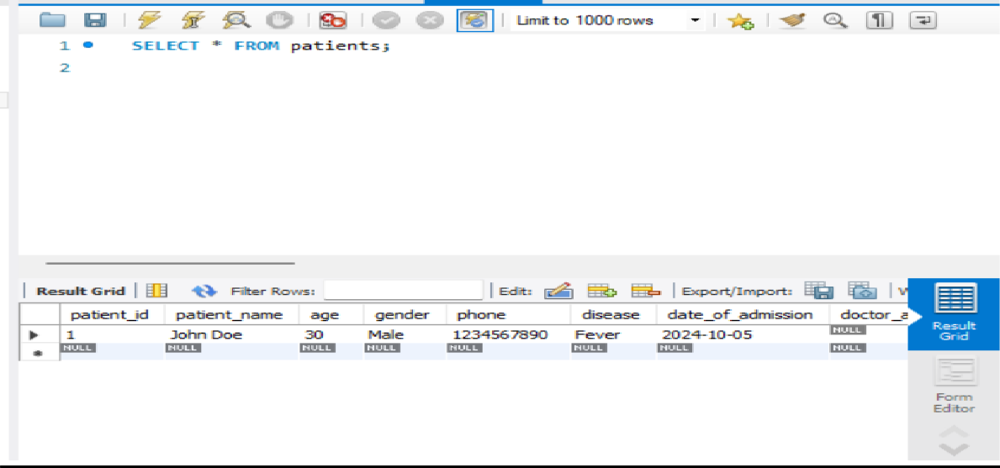 Limit to 1000 rows
1 SELECT * FROM patients;
2
Result Grid Filter Rows: Edit: Export/Import: W
patient_id patient_name age gender phone disease date_of_admission doctor_a
1 John Doe 30 Male 1234567890 Fever 2024-10-05 NULL
NULL NULL NULL NULL NULL NULL NULL NULL
Result
Grid
Form
Editor